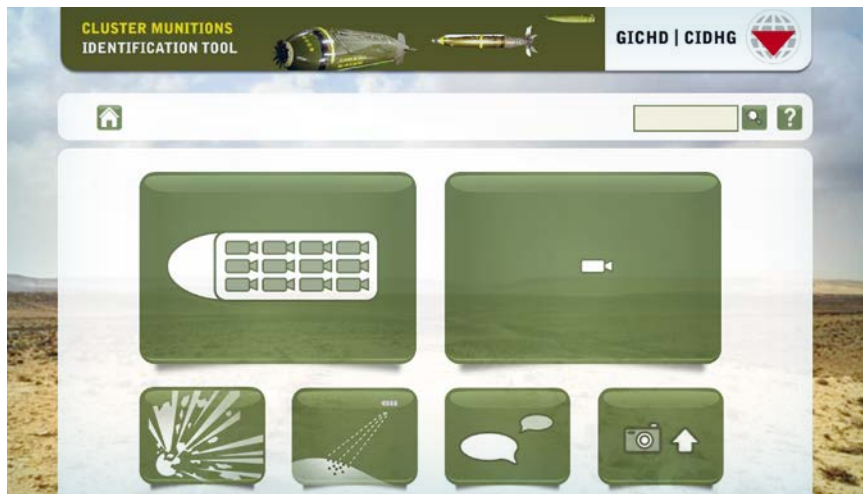 CLUSTER MUNITIONS
IDENTIFICATION TOOL
GICHD | CIDHG
?